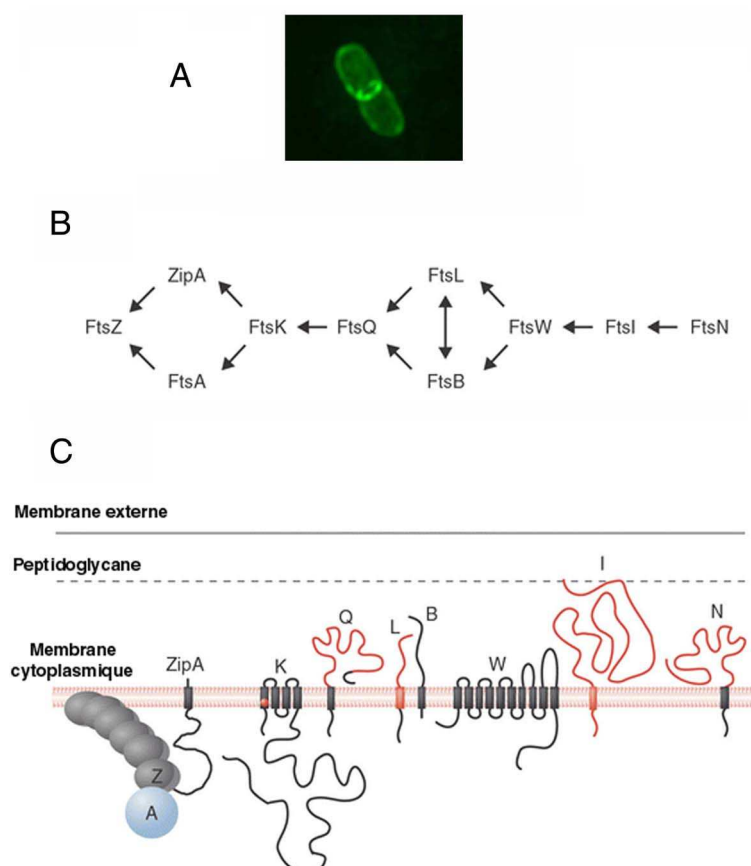 A
B
ZipA FtsL
FtsZ FtsK FtsQ FtsW FtsI FtsN
FtsA FtsB
C
Membrane externe
Peptidoglycane
I
Q L B N
Membrane
cytoplasmique
ZipA K W
Z
A